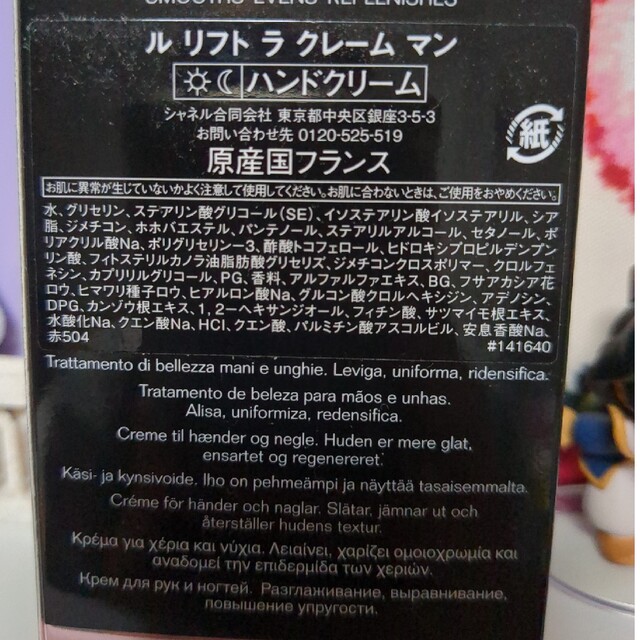 SMOOTHS EVENS REPLENISHES
ル リフト ラ クレーム マン
ハンドクリーム
シャネル合同会社 東京都中央区銀座3-5-3
お問い合わせ先 0120-525-519
紙
原産国フランス
お肌に異常が生じていないかよく注意して使用してください。お肌に合わないときは、ご使用をおやめください。
水、グリセリン、ステアリン酸グリコール(SE)、イソステアリン酸イソステアリル、シア
脂、ジメチコン、ホホバエステル、パンテノール、ステアリルアルコール、セタノール、ポ
リアクリル酸Na、ポリグリセリン-3、酢酸トコフェロール、ヒドロキシプロピルデンプン
リン酸、フィトステリルカノラ油脂肪酸グリセリズ、ジメチコンクロスポリマー、クロルフェ
ネシン、カプリリルグリコール、PG、香料、アルファルファエキス、BG、フサアカシア花
ロウ、ヒマワリ種子ロウ、ヒアルロン酸Na、グルコン酸クロルヘキシジン、アデノシン、
DPG、カンゾウ根エキス、1,2-ヘキサンジオール、フィチン酸、サツマイモ根エキス、
水酸化Na、クエン酸Na、HCl、クエン酸、パルミチン酸アスコルビル、安息香酸Na、
赤504 #141640
Trattamento di bellezza mani e unghie. Leviga, uniforma, ridensifica.
Tratamento de beleza para mãos e unhas.
Alisa, uniformiza, redensifica.
Creme til hænder og negle. Huden er mere glat,
ensartet og regenereret.
Käsi- ja kynsivoide. Iho on pehmeämpi ja näyttää tasaisemmalta.
Créme för händer och naglar. Slätar, jämnar ut och
återställer hudens textur.
Κρέμα για χέρια και νύχια. Λειαίνει, χαρίζει ομοιοχρωμία και
αναδομεί την επιδερμίδα των χεριών.
Крем для рук и ногтей. Разглаживание, выравнивание,
повышение упругости.